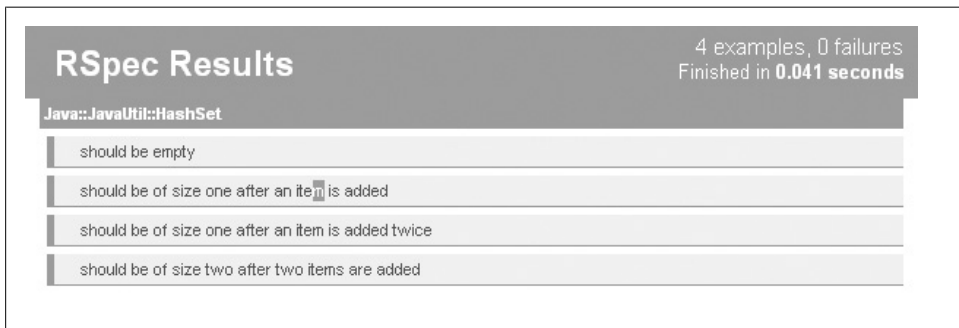 RSpec Results
4 examples, 0 failures
Finished in 0.041 seconds
Java::JavaUtil::HashSet
should be empty
should be of size one after an item is added
should be of size one after an item is added twice
should be of size two after two items are added